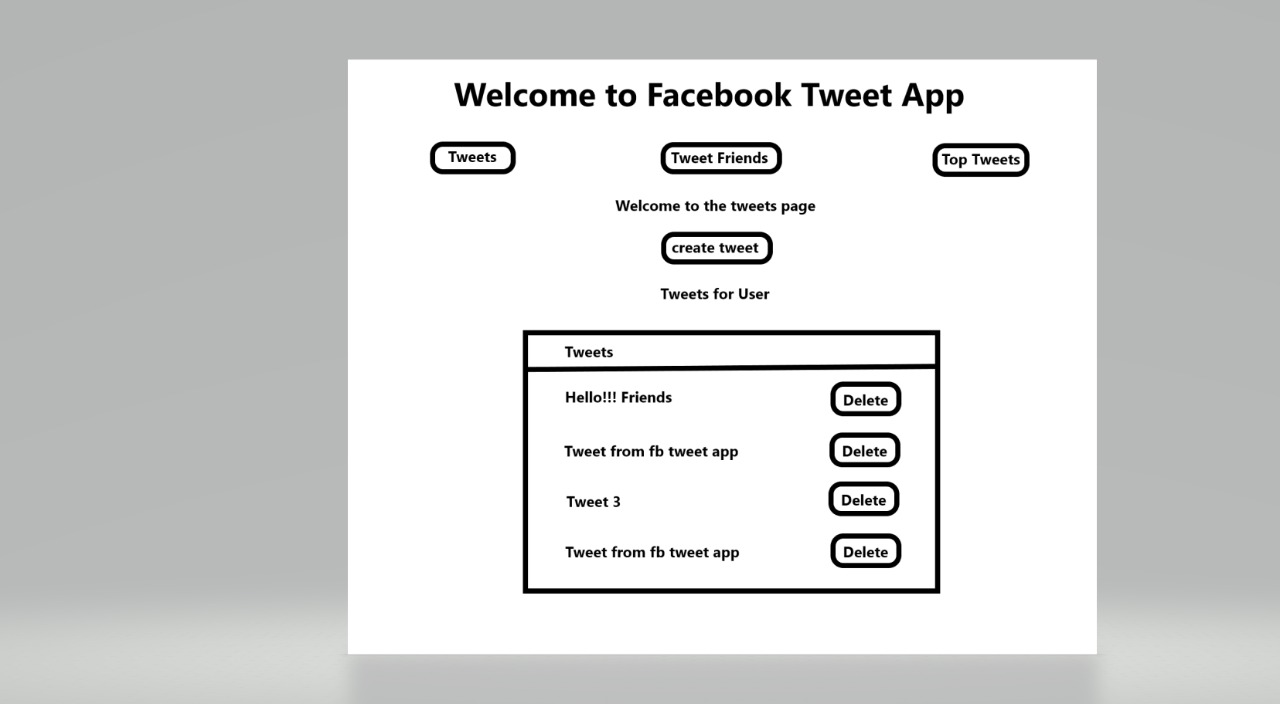 Welcome to Facebook Tweet App
Tweets
Tweet Friends
Top Tweets
Welcome to the tweets page
create tweet
Tweets for User
Tweets
Hello!!! Friends
Delete
Tweet from fb tweet app
Delete
Tweet 3
Delete
Tweet from fb tweet app
Delete